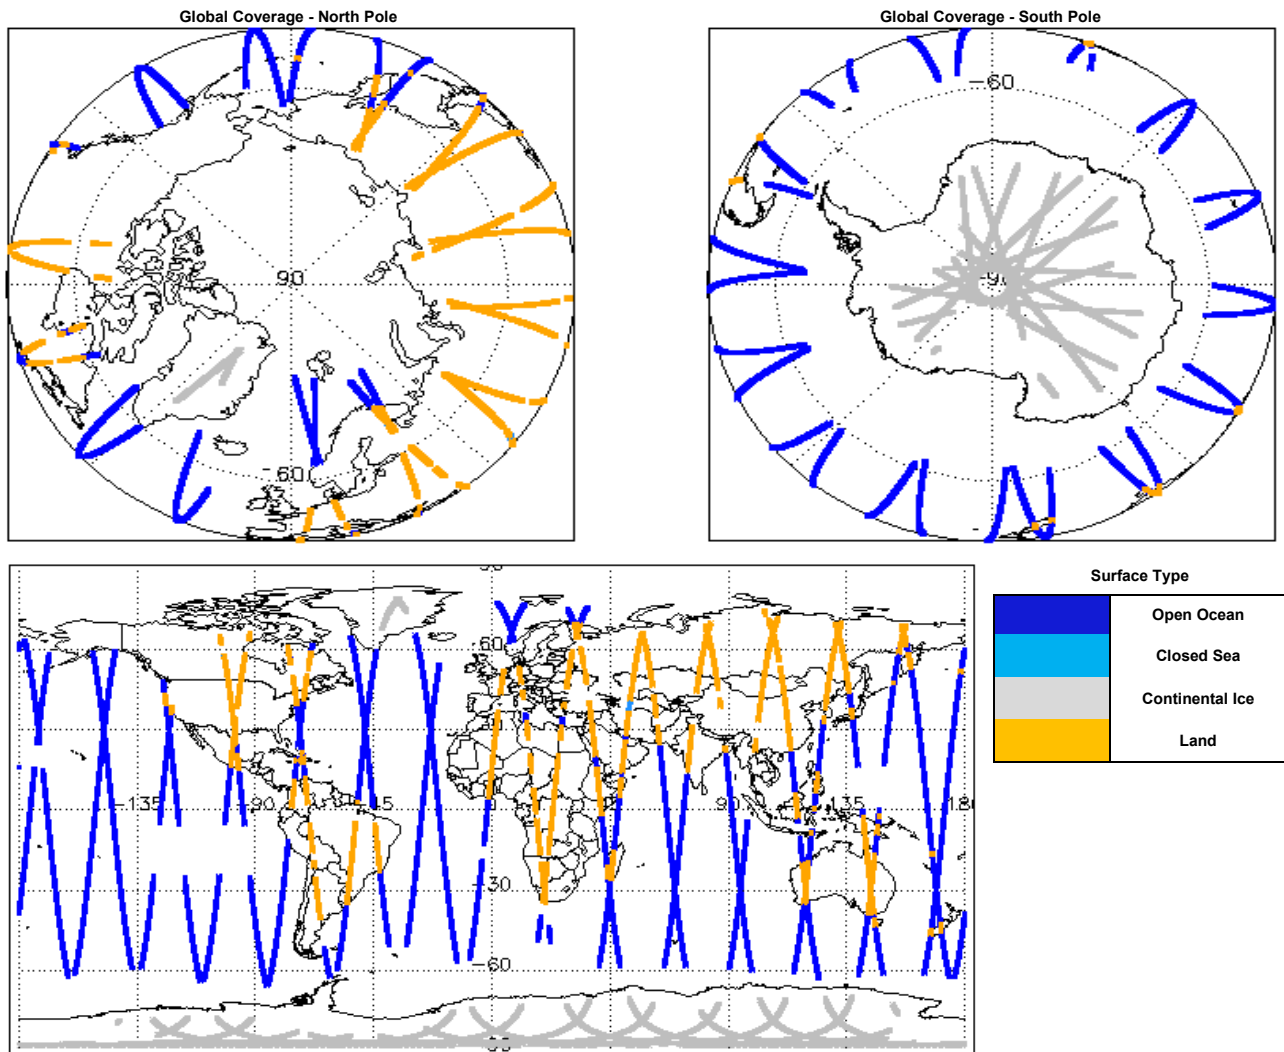 Global Coverage - North Pole
Global Coverage - South Pole
-60
90
-90
-60
60
-135
-90
-45
90
135
180
-30
-60
Surface Type
Open Ocean
Closed Sea
Continental Ice
Land